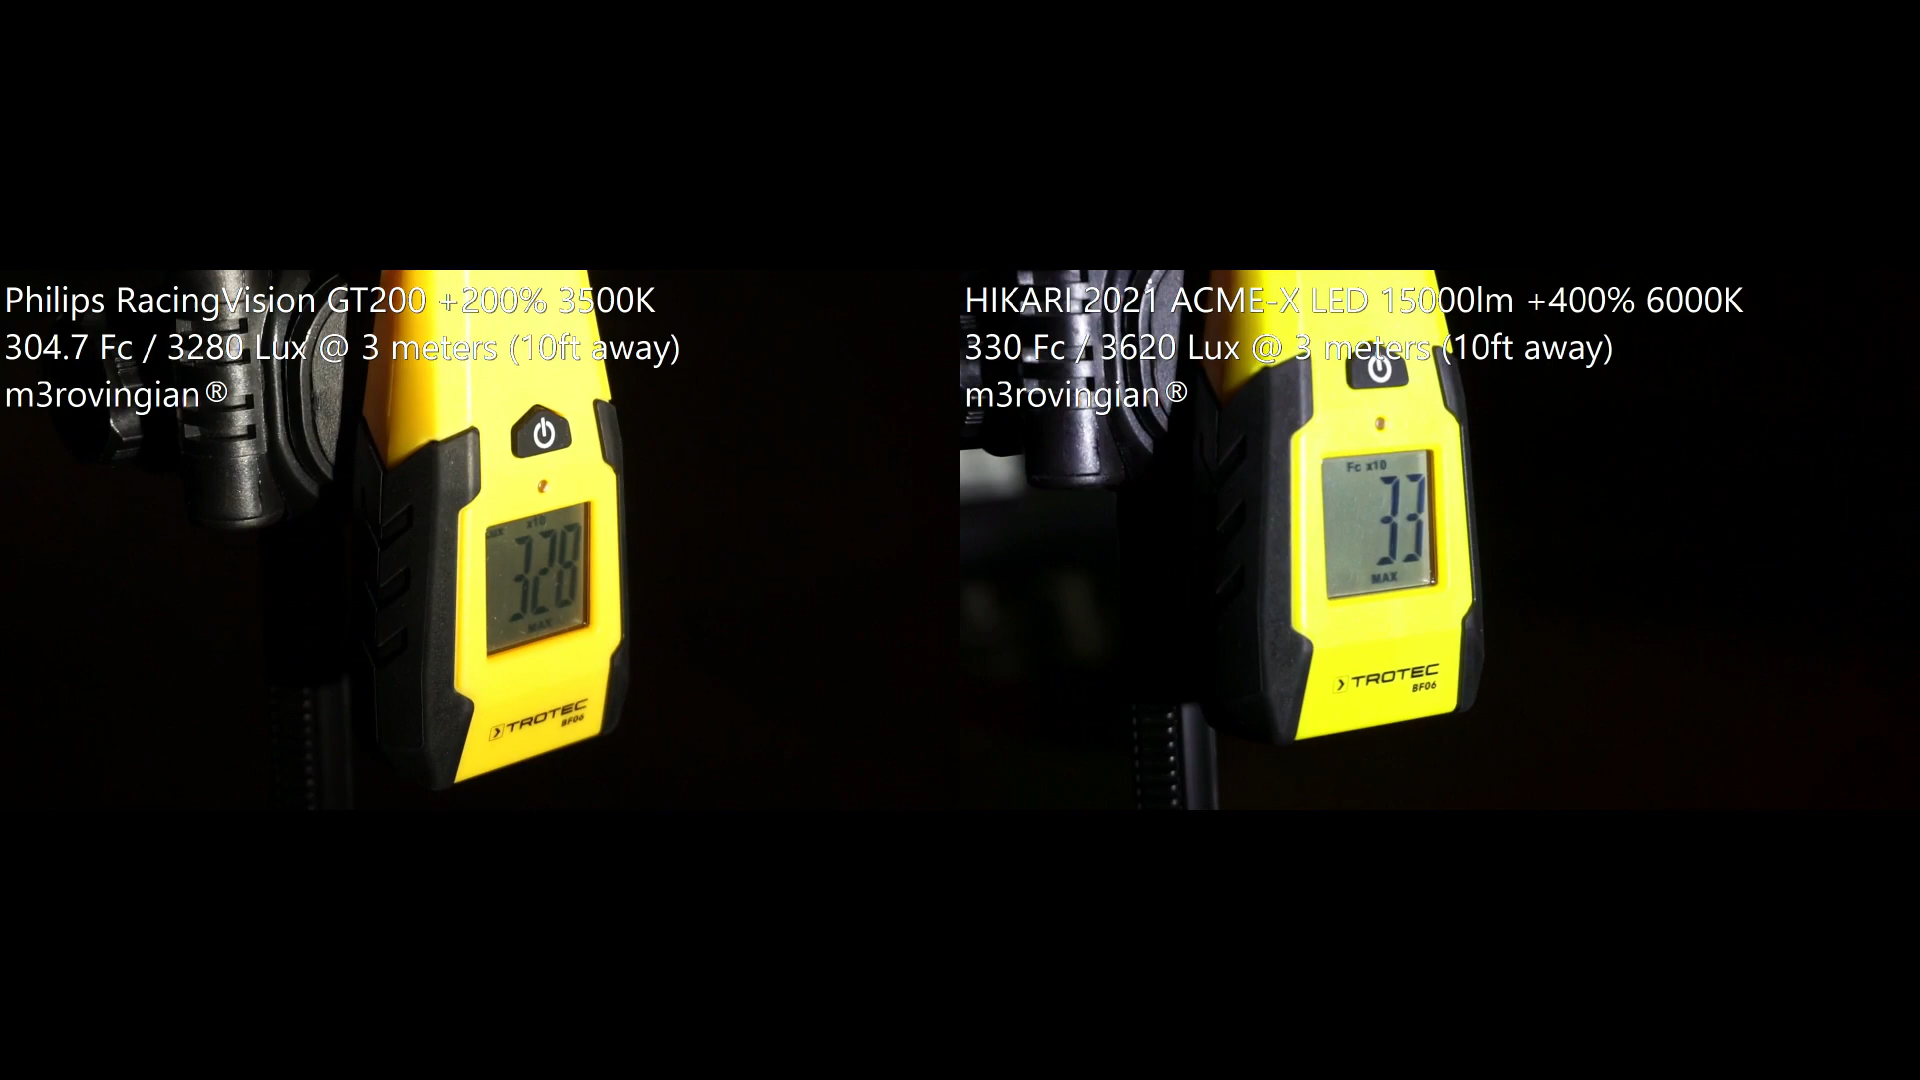 Philips RacingVision GT200 +200% 3500K
304.7 Fc / 3280 Lux @ 3 meters (10ft away)
m3rovingian®
LUX x10
328
MAX
TROTEC
BF06
HIKARI 2021 ACME-X LED 15000lm +400% 6000K
330 Fc / 3620 Lux @ 3 meters (10ft away)
m3rovingian®
Fc x10
33
MAX
TROTEC
BF06